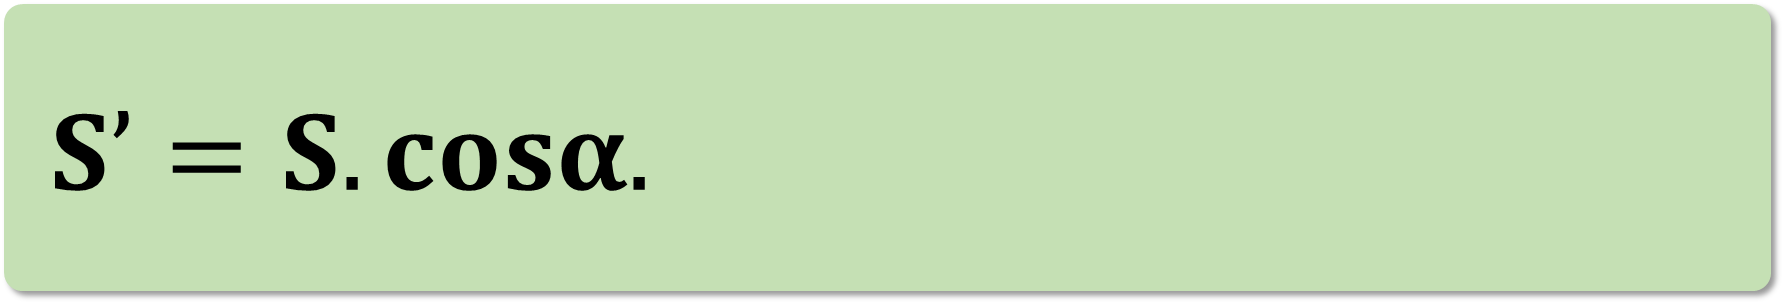 S’ = S. cosα.